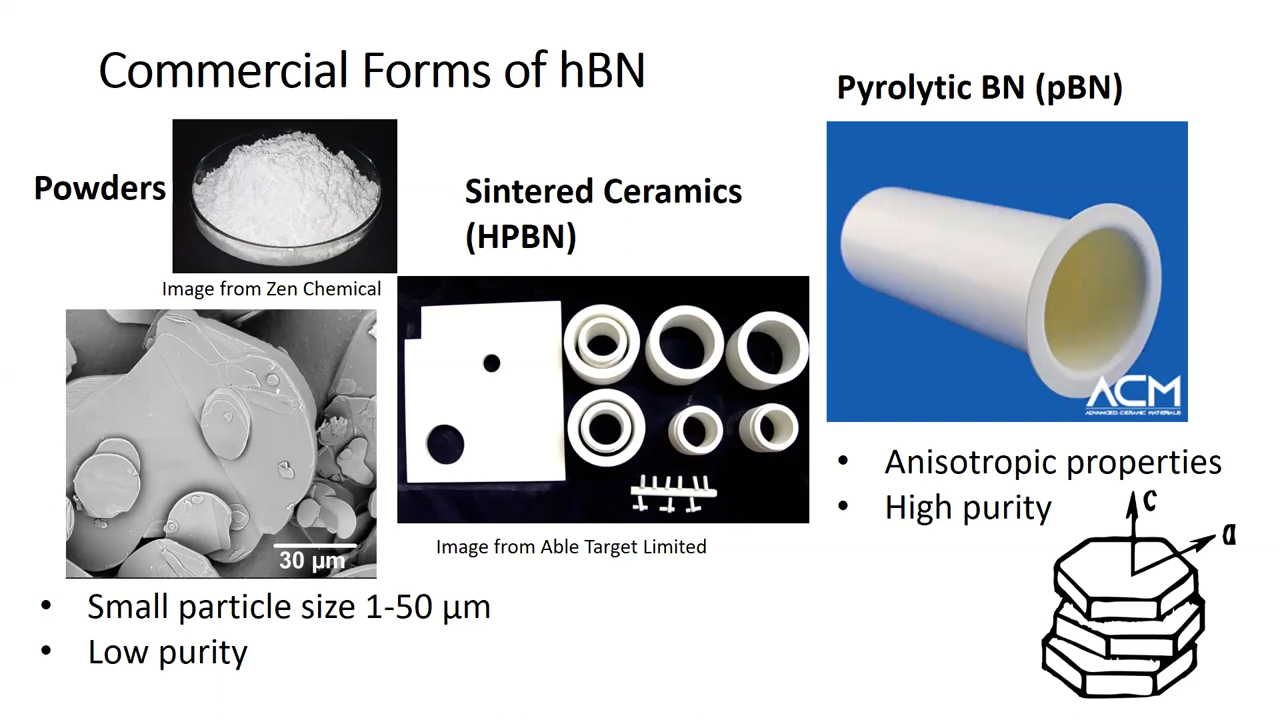 Commercial Forms of hBN
Powders
Image from Zen Chemical
30 µm
• Small particle size 1-50 µm
• Low purity
Sintered Ceramics
(HPBN)
Image from Able Target Limited
Pyrolytic BN (pBN)
ACM
ADVANCED CERAMIC MATERIALS
• Anisotropic properties
• High purity
c
a